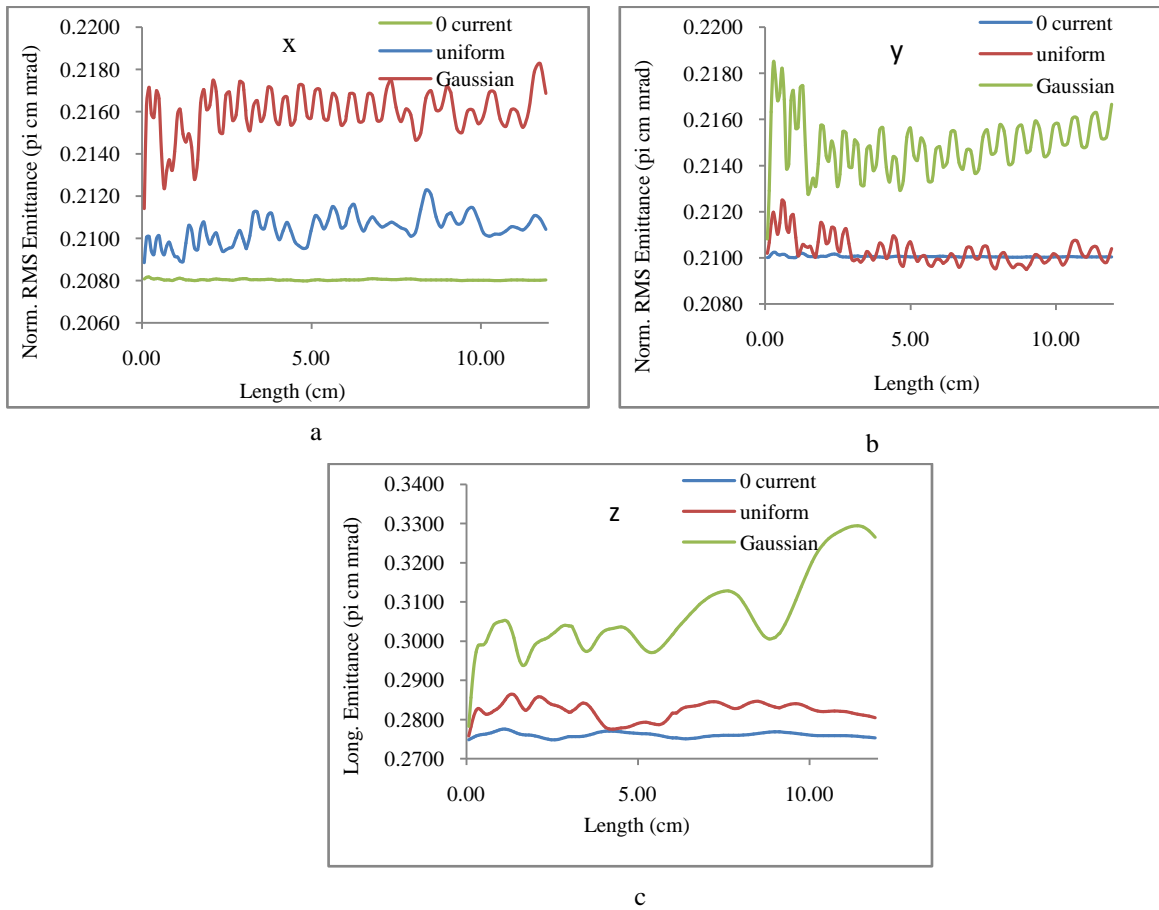 x
0 current
uniform
Gaussian
Norm. RMS Emittance (pi cm mrad)
0.2200
0.2180
0.2160
0.2140
0.2120
0.2100
0.2080
0.2060
0.00
5.00
10.00
Length (cm)
a
y
0 current
uniform
Gaussian
Norm. RMS Emittance (pi cm mrad)
0.2200
0.2180
0.2160
0.2140
0.2120
0.2100
0.2080
0.00
5.00
10.00
Length (cm)
b
z
0 current
uniform
Gaussian
Long. Emittance (pi cm mrad)
0.3400
0.3300
0.3200
0.3100
0.3000
0.2900
0.2800
0.2700
0.00
5.00
10.00
Length (cm)
c